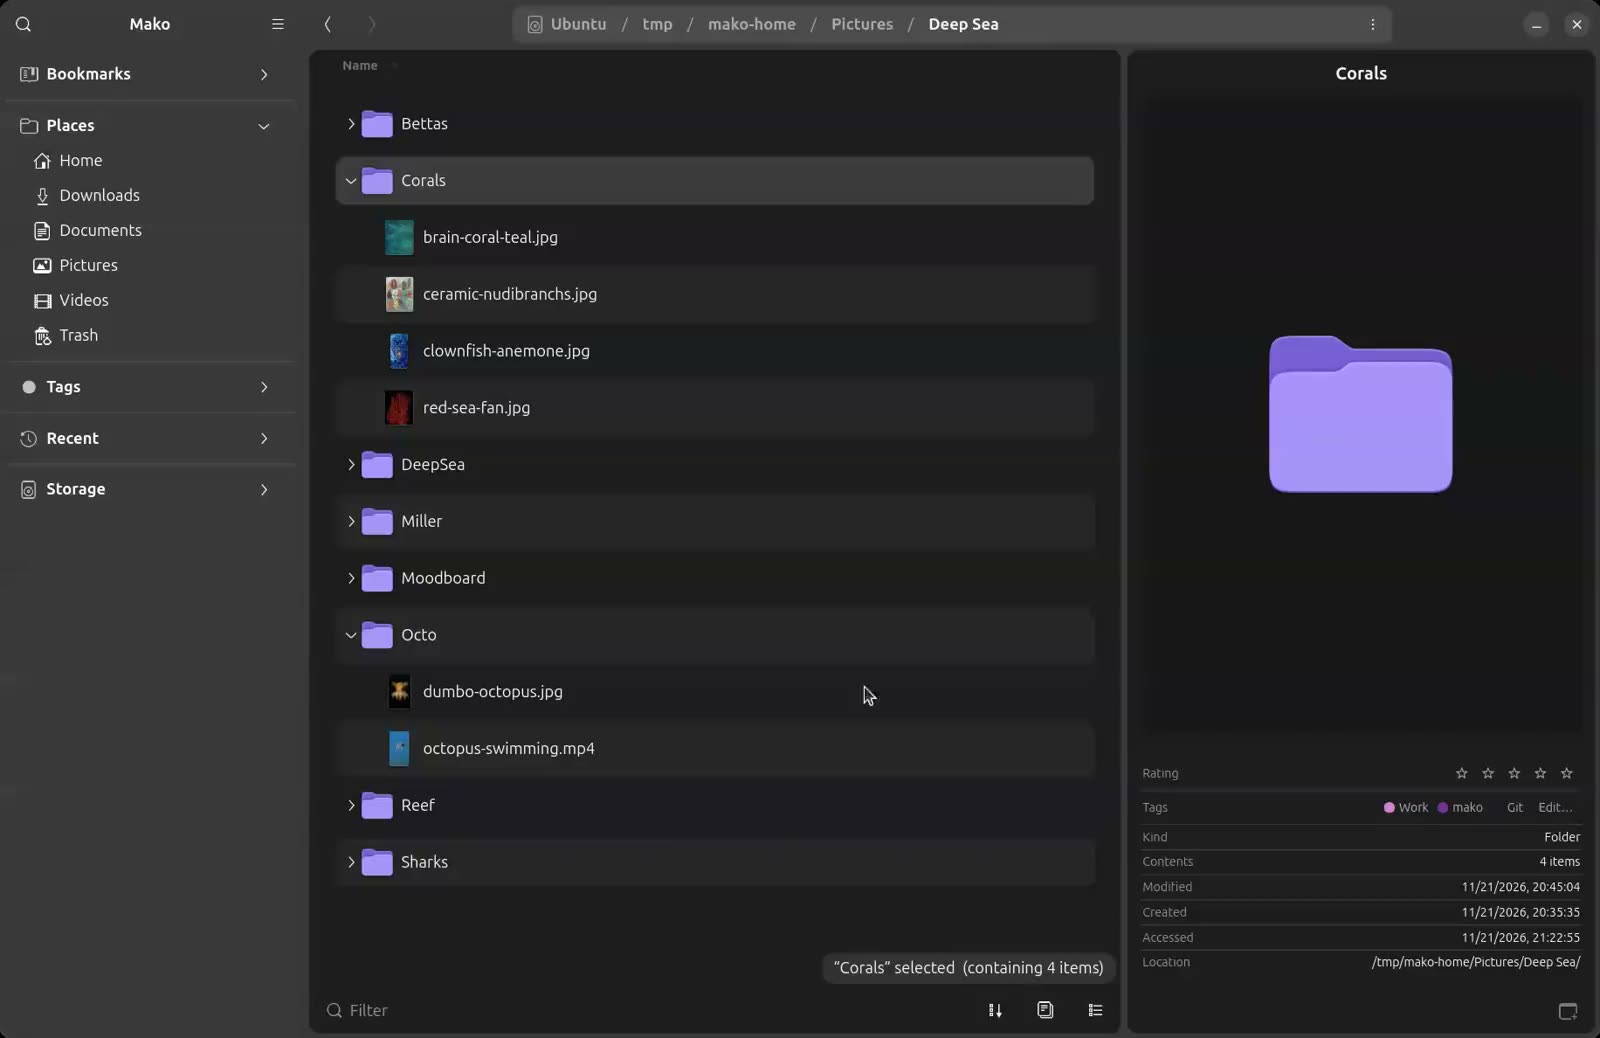 Mako
Ubuntu / tmp / mako-home / Pictures / Deep Sea
Bookmarks
Places
Home
Downloads
Documents
Pictures
Videos
Trash
Tags
Recent
Storage
Name
Bettas
Corals
brain-coral-teal.jpg
ceramic-nudibranchs.jpg
clownfish-anemone.jpg
red-sea-fan.jpg
DeepSea
Miller
Moodboard
Octo
dumbo-octopus.jpg
octopus-swimming.mp4
Reef
Sharks
“Corals” selected (containing 4 items)
Filter
Corals
Rating
Tags Work mako Git Edit...
Kind Folder
Contents 4 items
Modified 11/21/2026, 20:45:04
Created 11/21/2026, 20:35:35
Accessed 11/21/2026, 21:22:55
Location /tmp/mako-home/Pictures/Deep Sea/